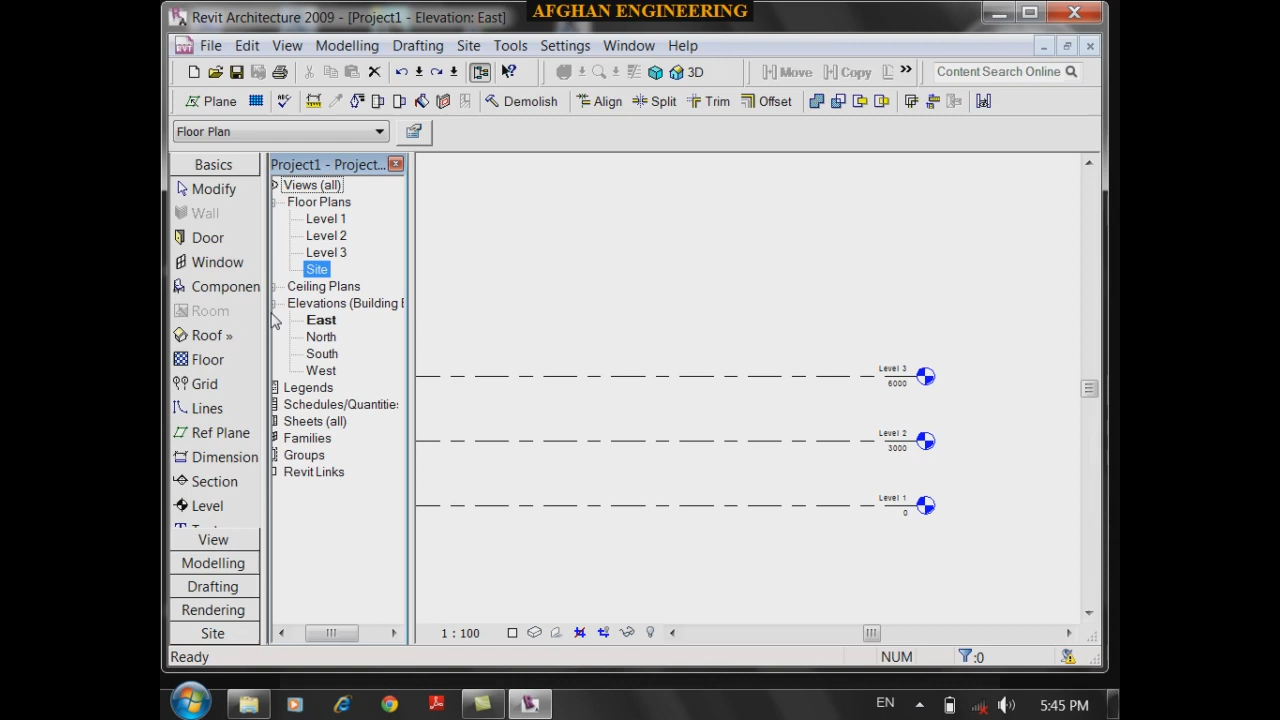 AFGHAN ENGINEERING
Revit Architecture 2009 - [Project1 - Elevation: East]
File Edit View Modelling Drafting Site Tools Settings Window Help
3D Move Copy Content Search Online
Plane Demolish Align Split Trim Offset
Floor Plan
Basics
Modify
Wall
Door
Window
Componen
Room
Roof »
Floor
Grid
Lines
Ref Plane
Dimension
Section
Level
View
Modelling
Drafting
Rendering
Site
Project1 - Project...
Views (all)
Floor Plans
Level 1
Level 2
Level 3
Site
Ceiling Plans
Elevations (Building E
East
North
South
West
Legends
Schedules/Quantities
Sheets (all)
Families
Groups
Revit Links
Level 3
6000
Level 2
3000
Level 1
0
1 : 100
Ready
NUM
:0
EN
5:45 PM